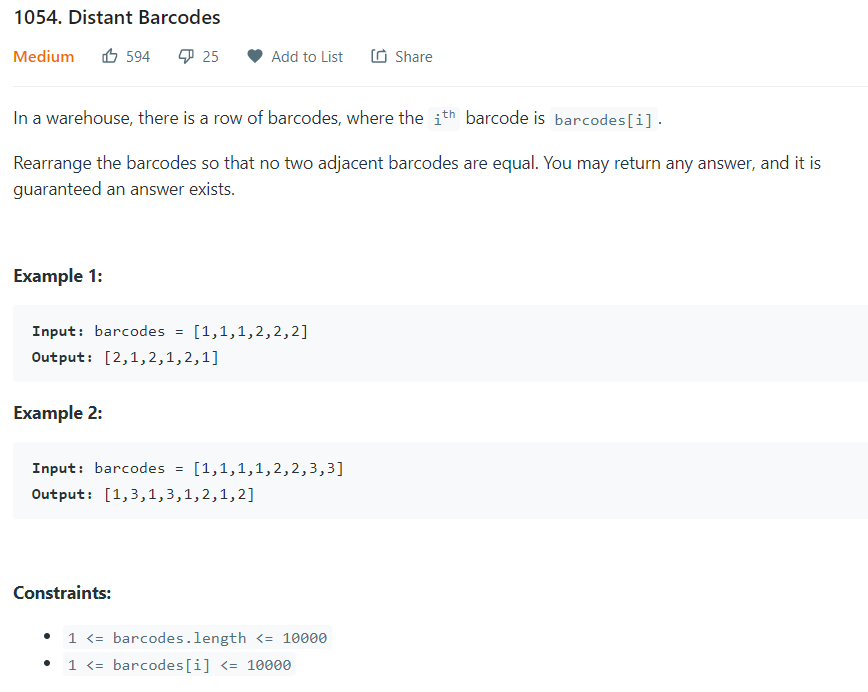 1054. Distant Barcodes
Medium 594 25 Add to List Share
In a warehouse, there is a row of barcodes, where the iᵗʰ barcode is barcodes[i].
Rearrange the barcodes so that no two adjacent barcodes are equal. You may return any answer, and it is
guaranteed an answer exists.
Example 1:
Input: barcodes = [1,1,1,2,2,2]
Output: [2,1,2,1,2,1]
Example 2:
Input: barcodes = [1,1,1,1,2,2,3,3]
Output: [1,3,1,3,1,2,1,2]
Constraints:
• 1 <= barcodes.length <= 10000
• 1 <= barcodes[i] <= 10000